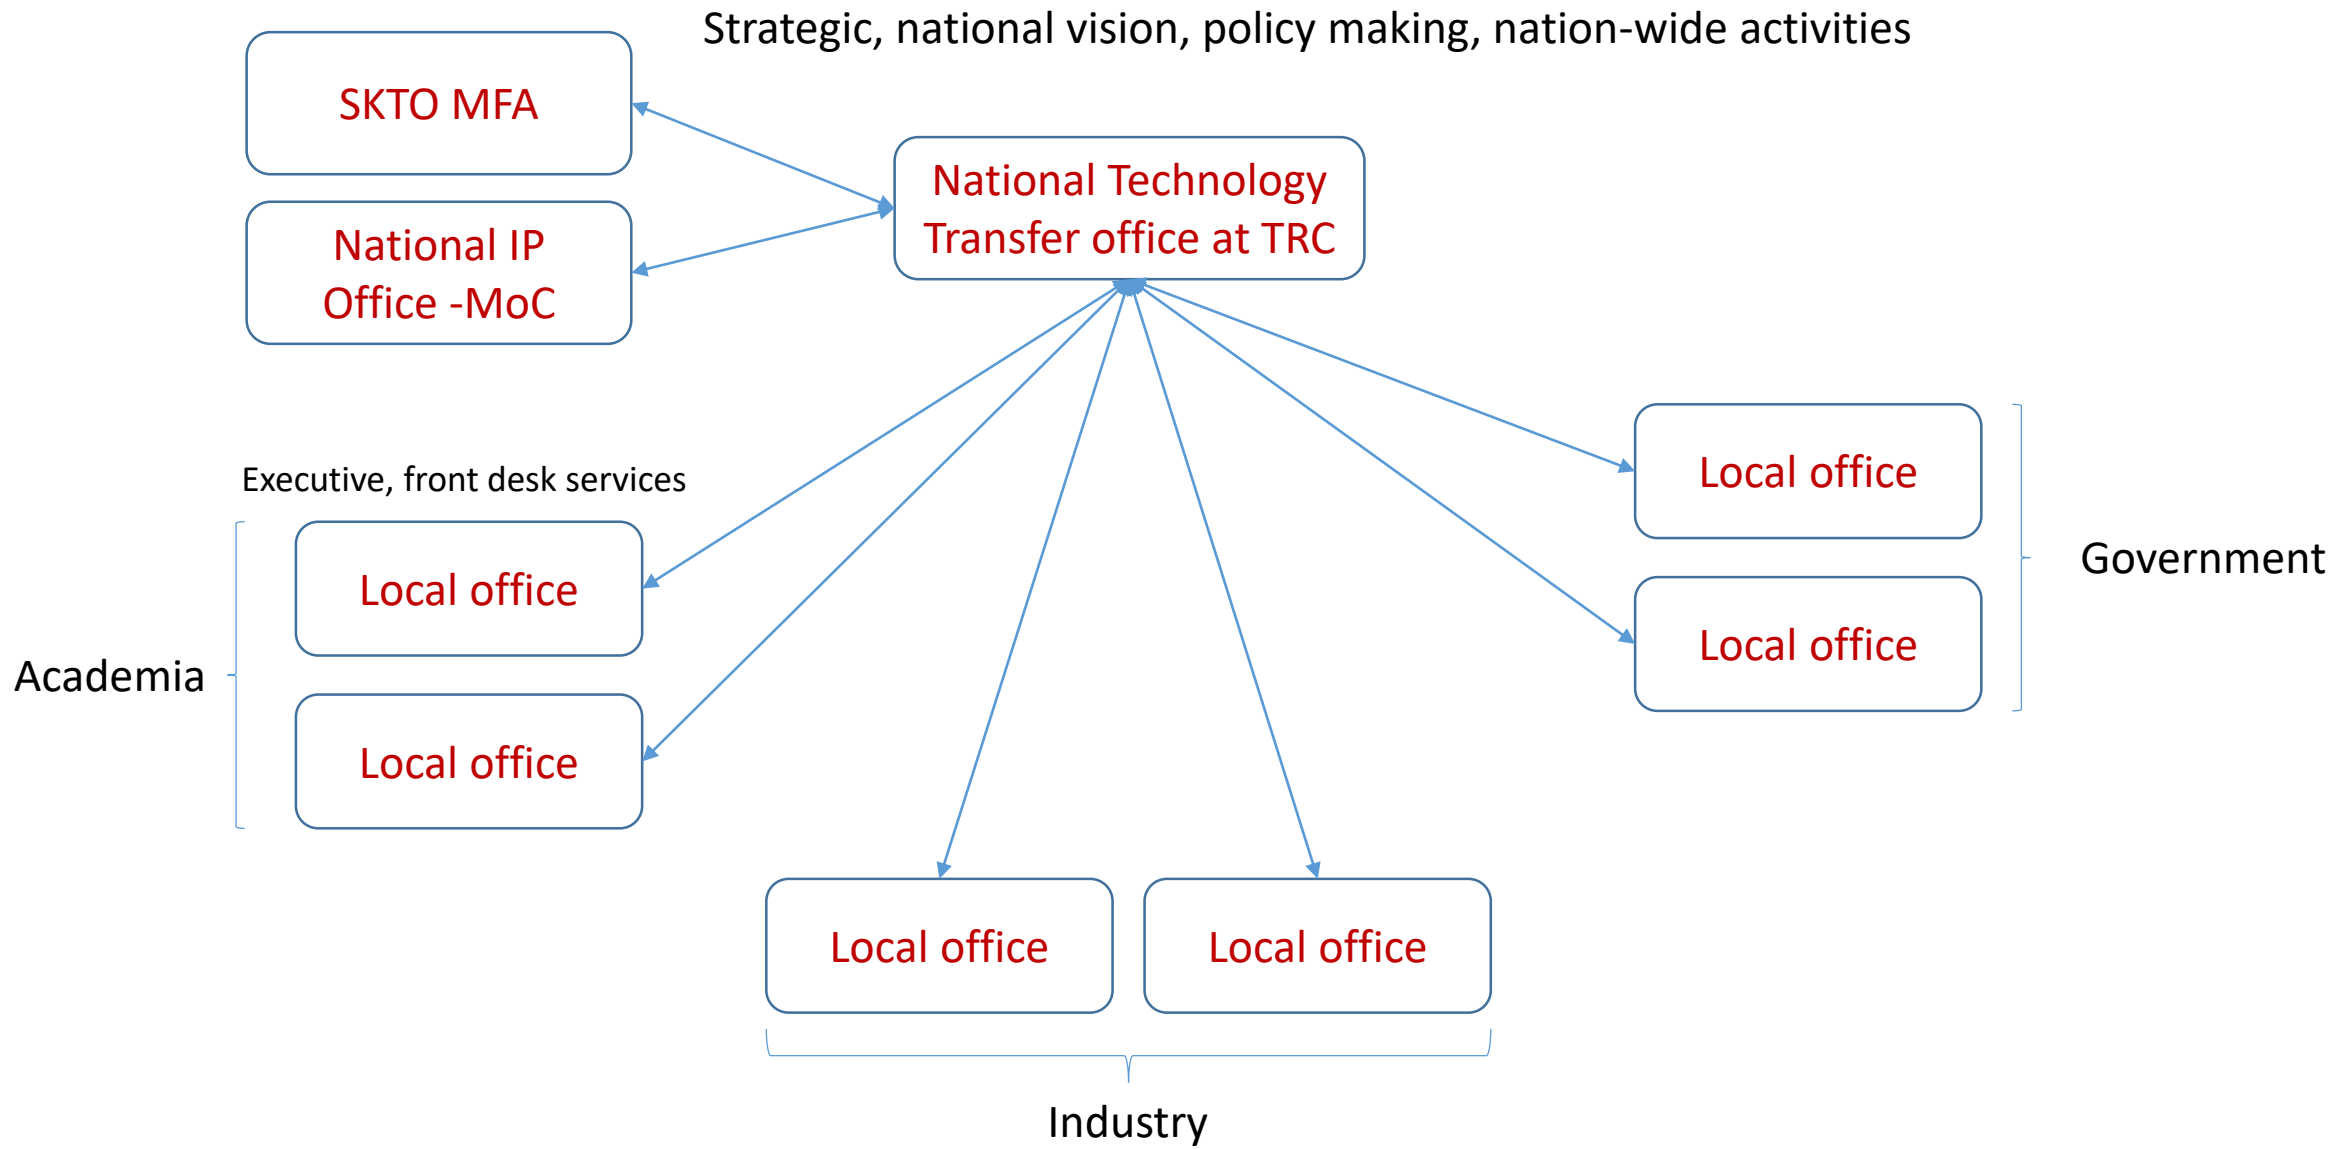 Strategic, national vision, policy making, nation-wide activities
SKTO MFA
National Technology
Transfer office at TRC
National IP
Office -MoC
Executive, front desk services
Local office
Government
Local office
Local office
Academia
Local office
Local office
Local office
Industry